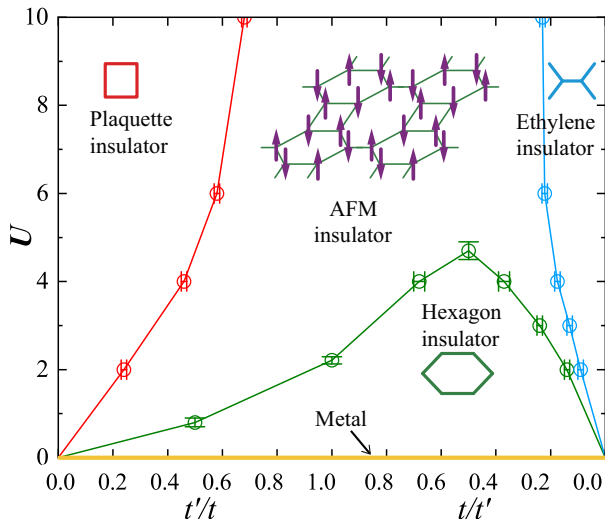 10
8
6
4
2
0
U
Plaquette
insulator
AFM
insulator
Ethylene
insulator
Hexagon
insulator
Metal
0.0 0.2 0.4 0.6 0.8 1.0 0.8 0.6 0.4 0.2 0.0
t'/t t/t'